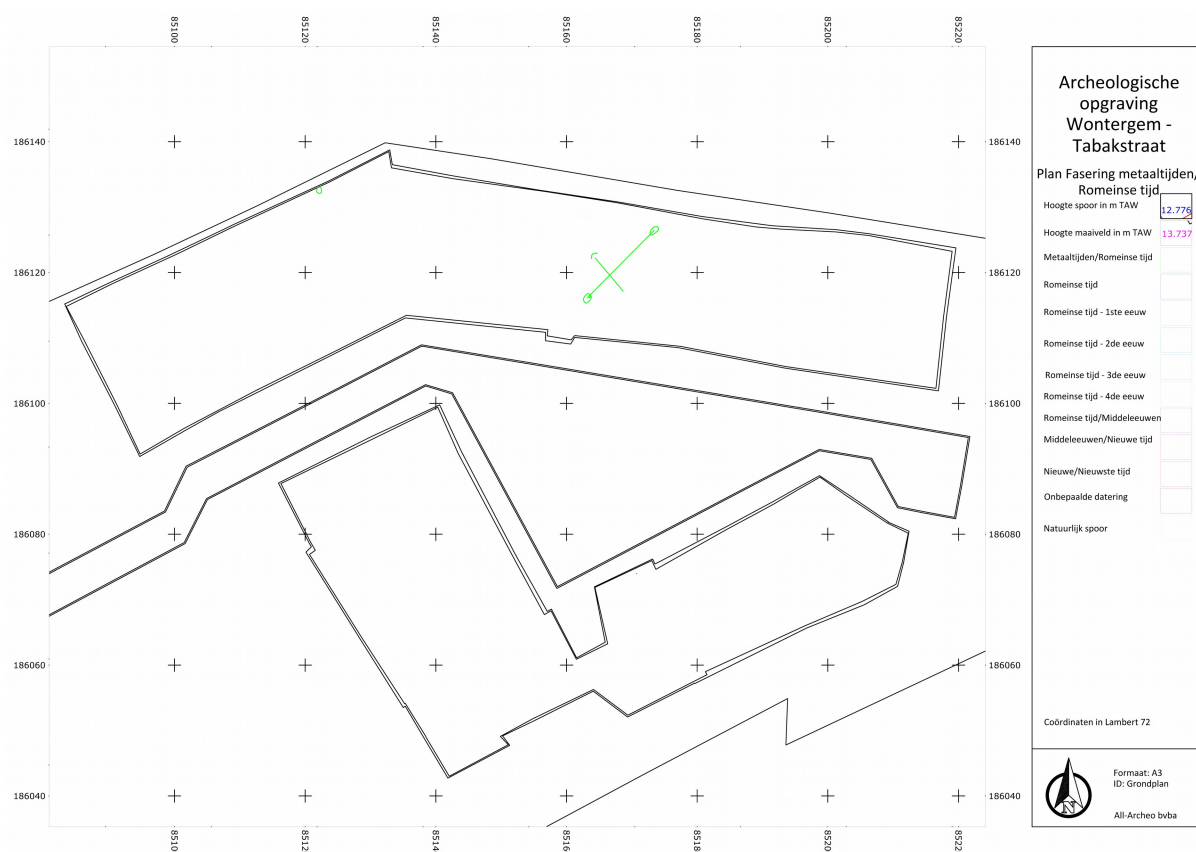 85100 85120 85140 85160 85180 85200 85220
186140 186140
186120 186120
186100 186100
186080 186080
186060 186060
186040 186040
8510 8512 8514 8516 8518 8520 8522
Archeologische
opgraving
Wontergem -
Tabakstraat
Plan Fasering metaaltijden,
Romeinse tijd
Hoogte spoor in m TAW 12.776
Hoogte maaiveld in m TAW 13.737
Metaaltijden/Romeinse tijd
Romeinse tijd
Romeinse tijd - 1ste eeuw
Romeinse tijd - 2de eeuw
Romeinse tijd - 3de eeuw
Romeinse tijd - 4de eeuw
Romeinse tijd/Middeleeuwen
Middeleeuwen/Nieuwe tijd
Nieuwe/Nieuwste tijd
Onbepaalde datering
Natuurlijk spoor
Coördinaten in Lambert 72
N
Formaat: A3
ID: Grondplan
All-Archeo bvba